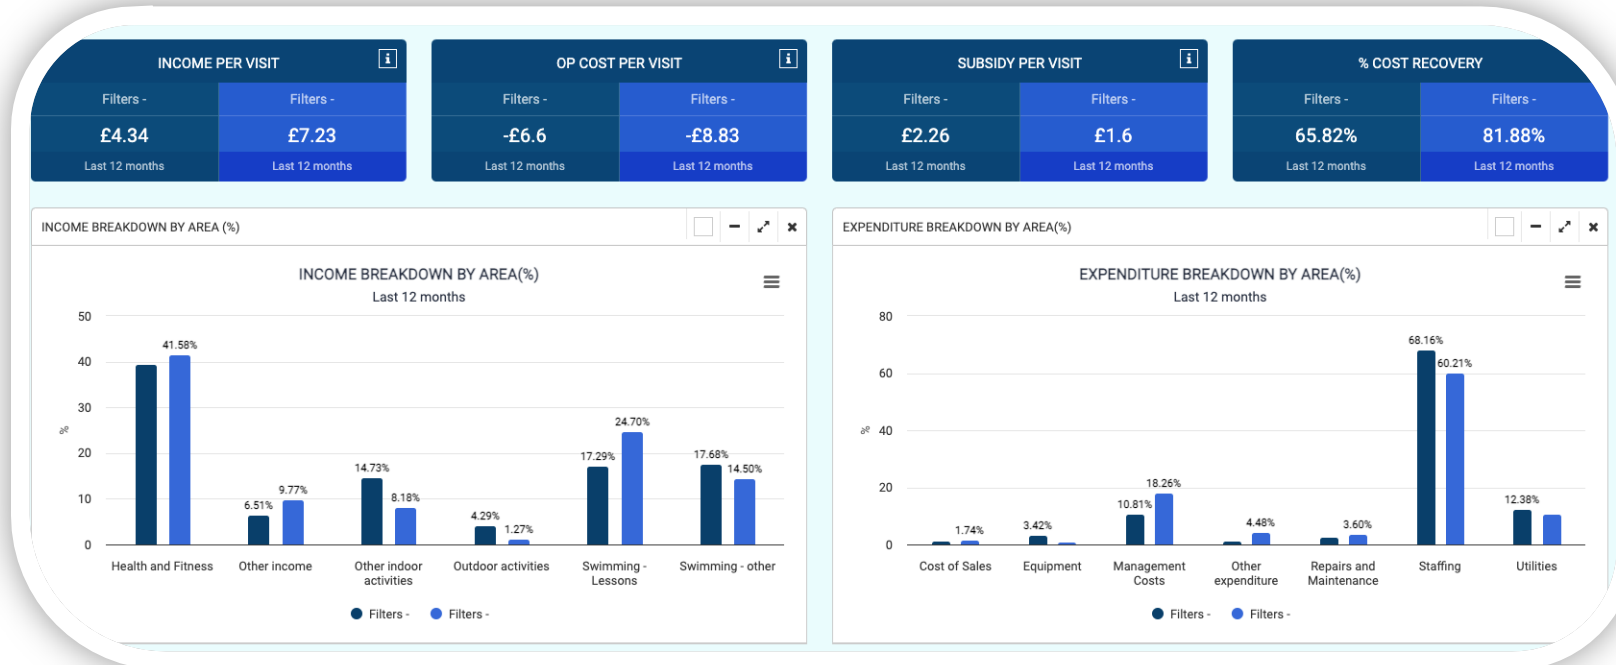 INCOME PER VISIT
Filters -
Filters -
£4.34
£7.23
Last 12 months
Last 12 months
OP COST PER VISIT
Filters -
Filters -
-£6.6
-£8.83
Last 12 months
Last 12 months
SUBSIDY PER VISIT
Filters -
Filters -
£2.26
£1.6
Last 12 months
Last 12 months
% COST RECOVERY
Filters -
Filters -
65.82%
81.88%
Last 12 months
Last 12 months
INCOME BREAKDOWN BY AREA (%)
INCOME BREAKDOWN BY AREA(%)
Last 12 months
50
40
30
20
10
0
%
41.58%
6.51%
9.77%
14.73%
8.18%
4.29%
1.27%
17.29%
24.70%
17.68%
14.50%
Health and Fitness
Other income
Other indoor
activities
Outdoor activities
Swimming -
Lessons
Swimming - other
Filters -
Filters -
EXPENDITURE BREAKDOWN BY AREA(%)
EXPENDITURE BREAKDOWN BY AREA(%)
Last 12 months
80
60
40
20
0
%
1.74%
3.42%
10.81%
18.26%
4.48%
3.60%
68.16%
60.21%
12.38%
Cost of Sales
Equipment
Management
Costs
Other
expenditure
Repairs and
Maintenance
Staffing
Utilities
Filters -
Filters -